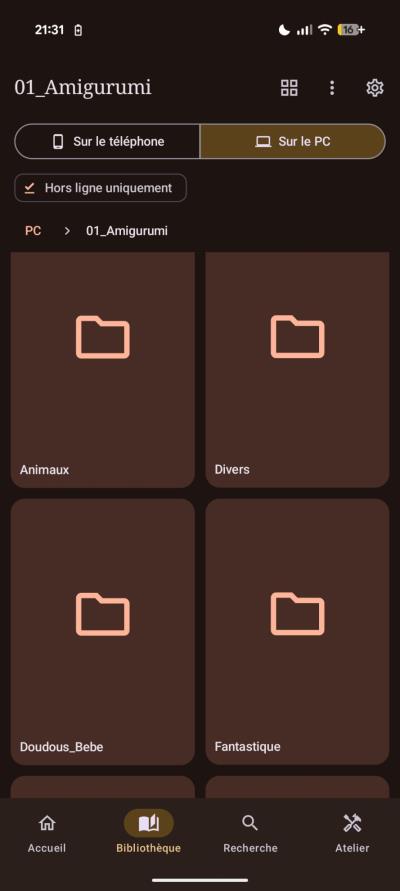 21:31
16
01_Amigurumi
Sur le téléphone
Sur le PC
Hors ligne uniquement
PC > 01_Amigurumi
Animaux
Divers
Doudous_Bebe
Fantastique
Accueil
Bibliothèque
Recherche
Atelier